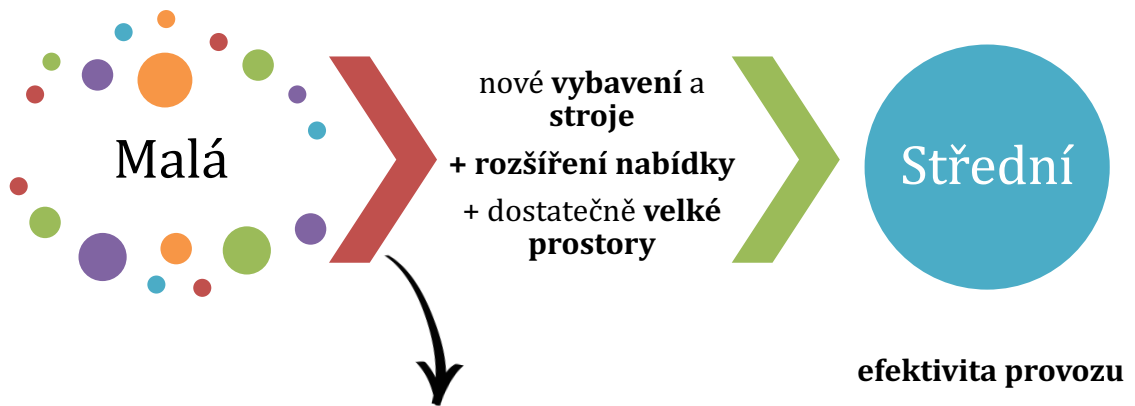 Malá
nové vybavení a
stroje
+ rozšíření nabídky
+ dostatečně velké
prostory
Střední
efektivita provozu